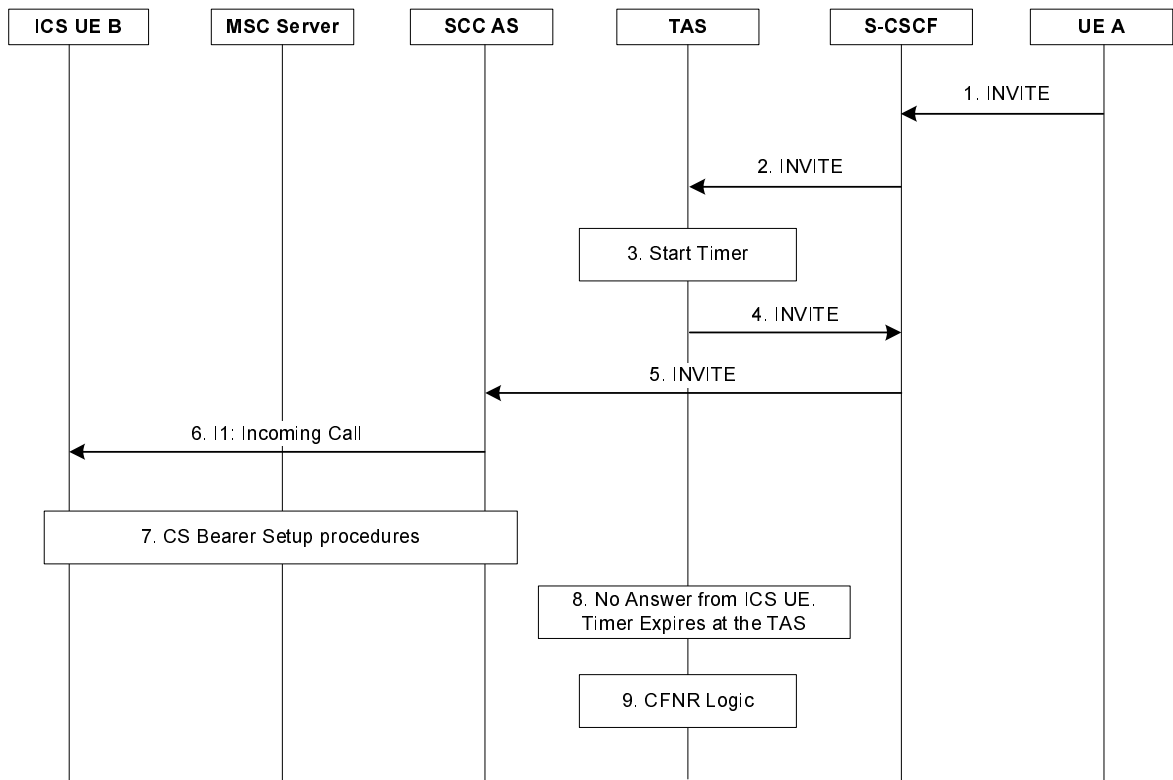 ICS UE B
MSC Server
SCC AS
TAS
S-CSCF
UE A
1. INVITE
2. INVITE
3. Start Timer
4. INVITE
5. INVITE
6. I1: Incoming Call
7. CS Bearer Setup procedures
8. No Answer from ICS UE.
Timer Expires at the TAS
9. CFNR Logic